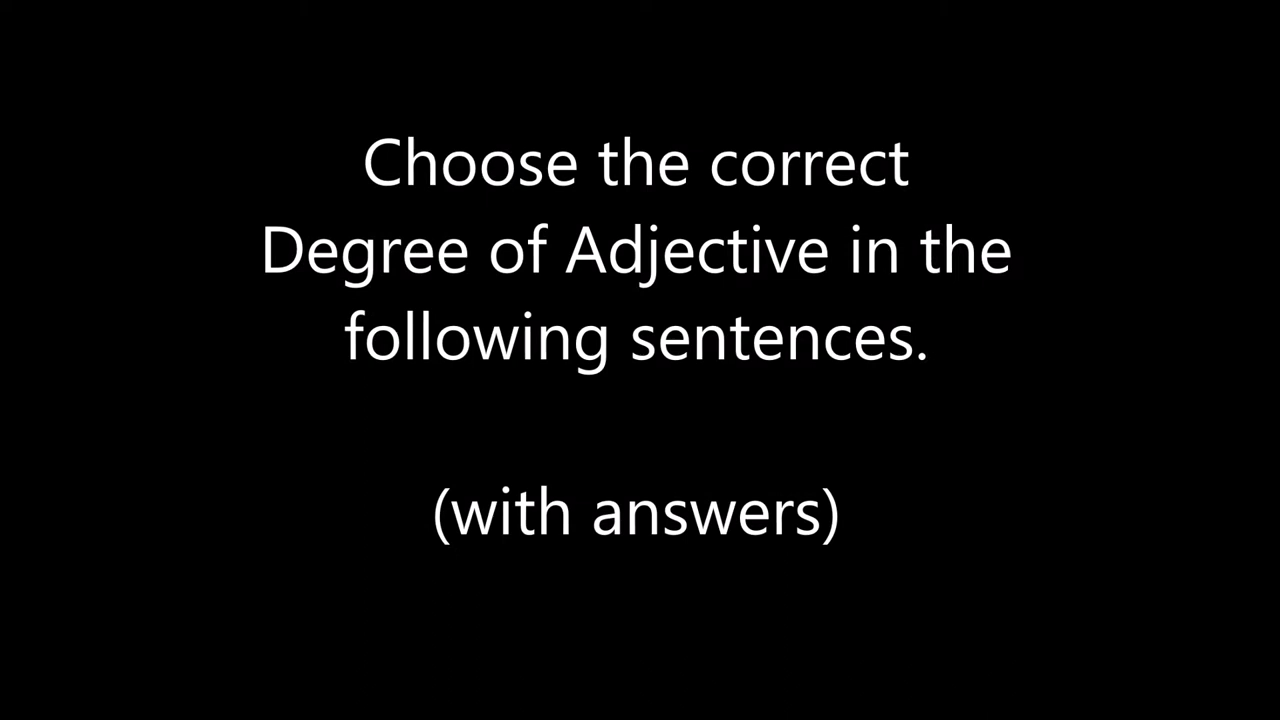 Choose the correct
Degree of Adjective in the
following sentences.
(with answers)